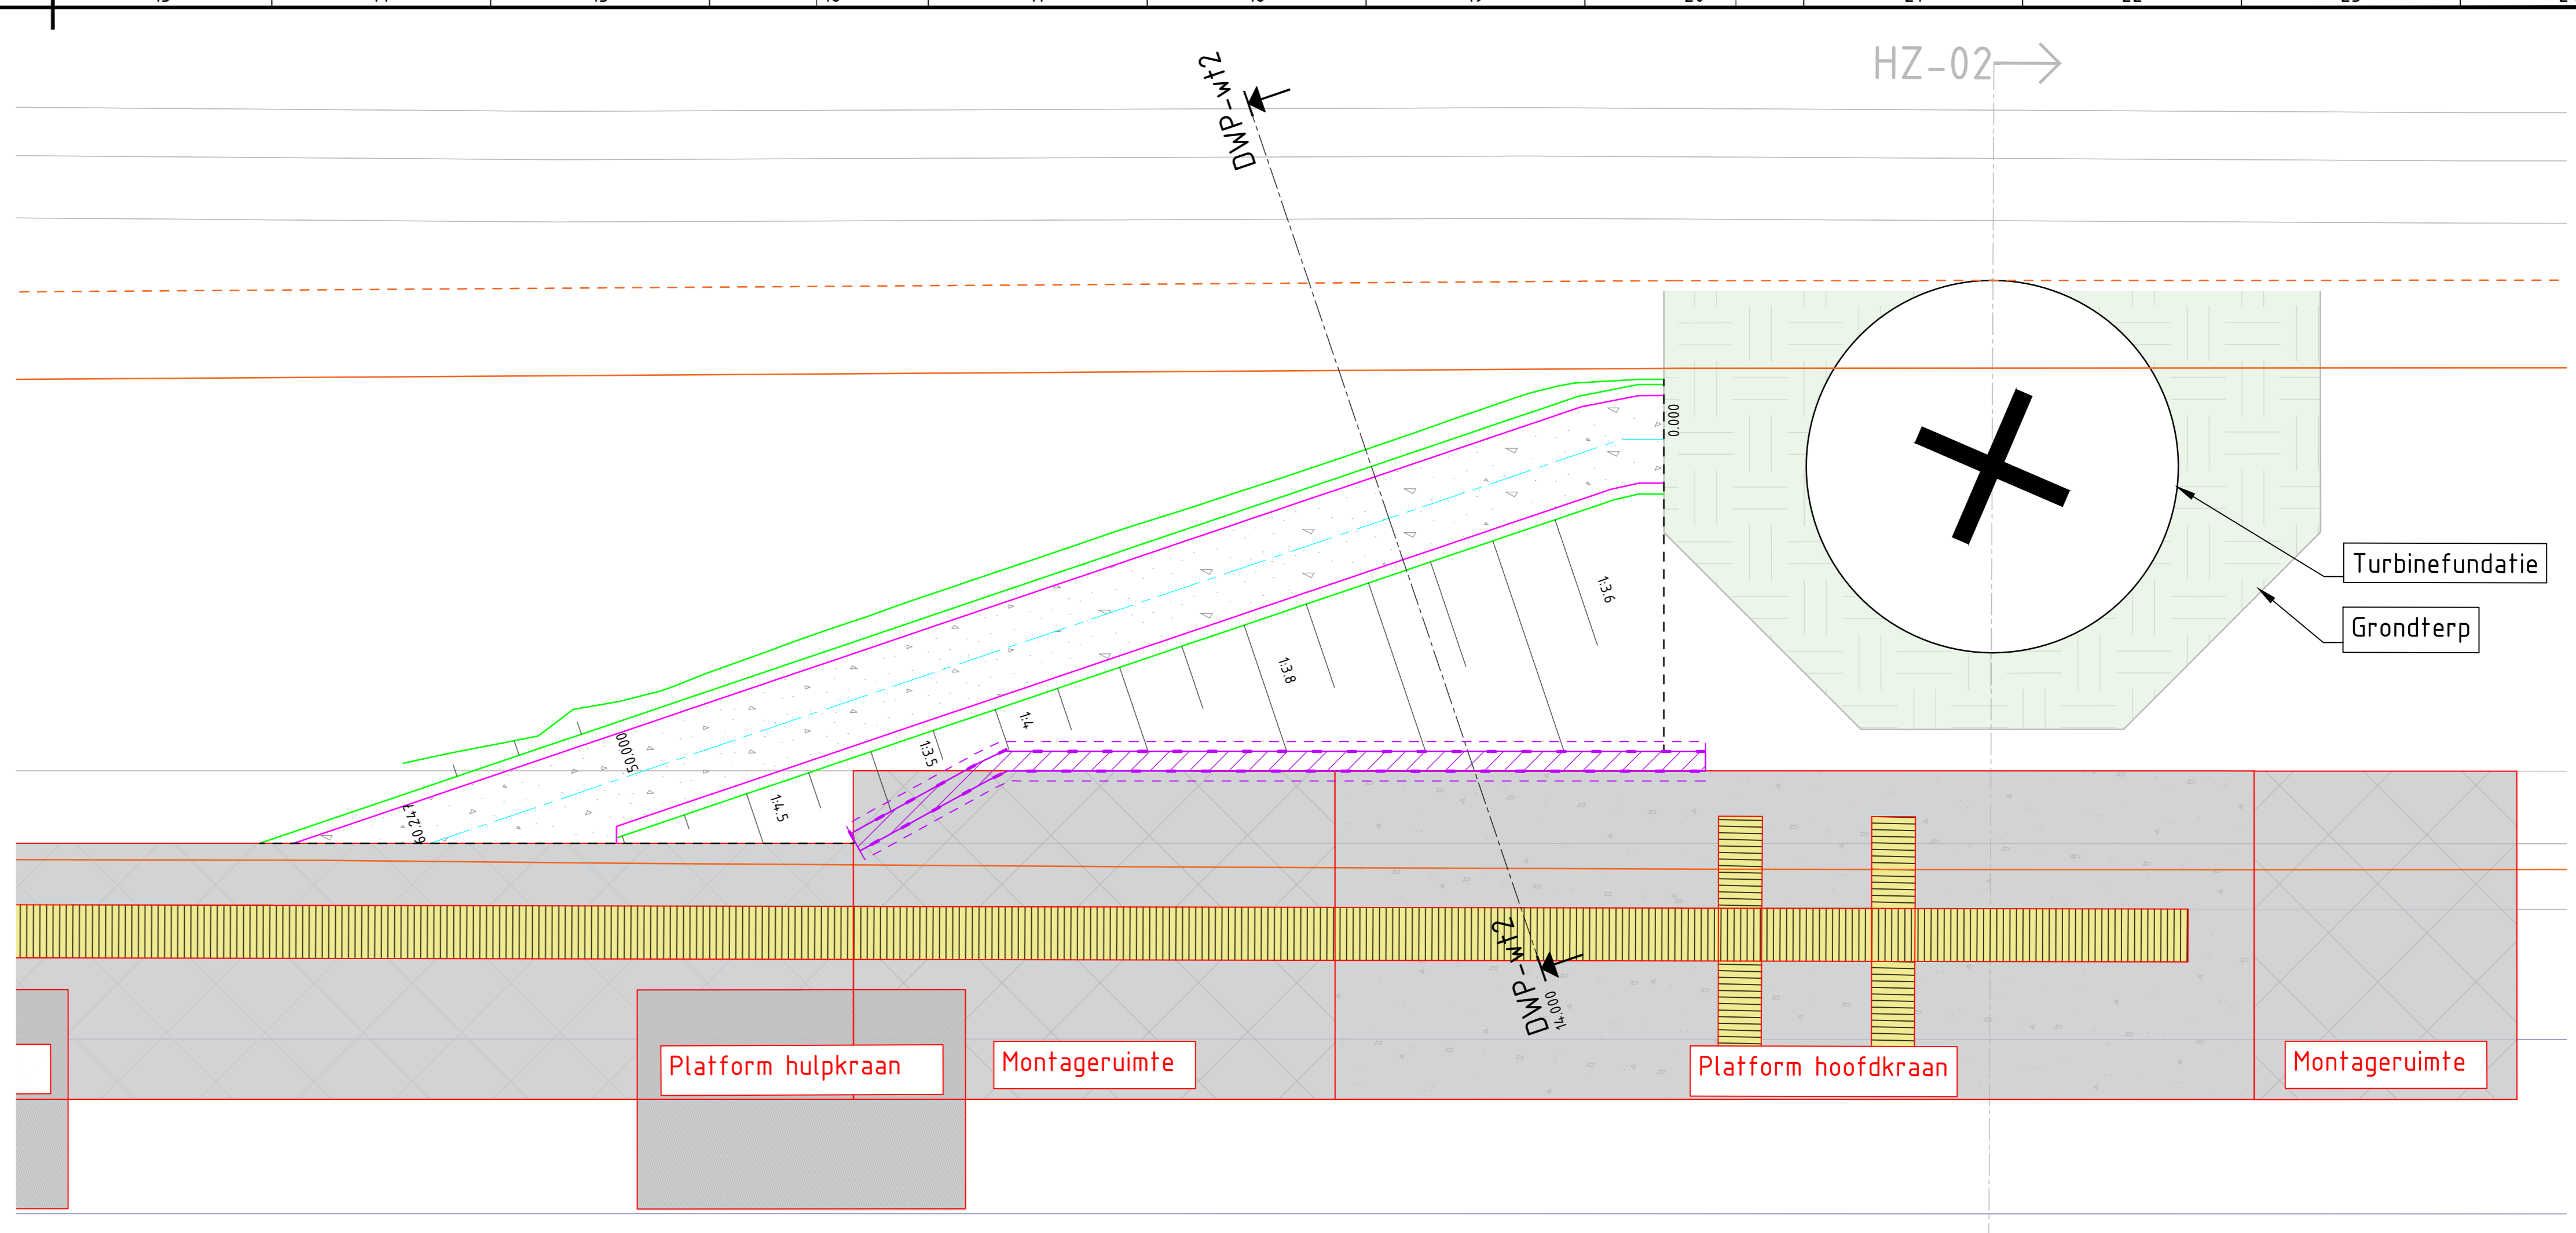 HZ-02
DWP-wt2
0.000
1:3.6
Turbinefundatie
Grondterp
1:3.8
1:4
50.000
1:3.5
1:4.5
60.247
DWP-wt2
14.000
Platform hulpkraan
Montageruimte
Platform hoofdkraan
Montageruimte